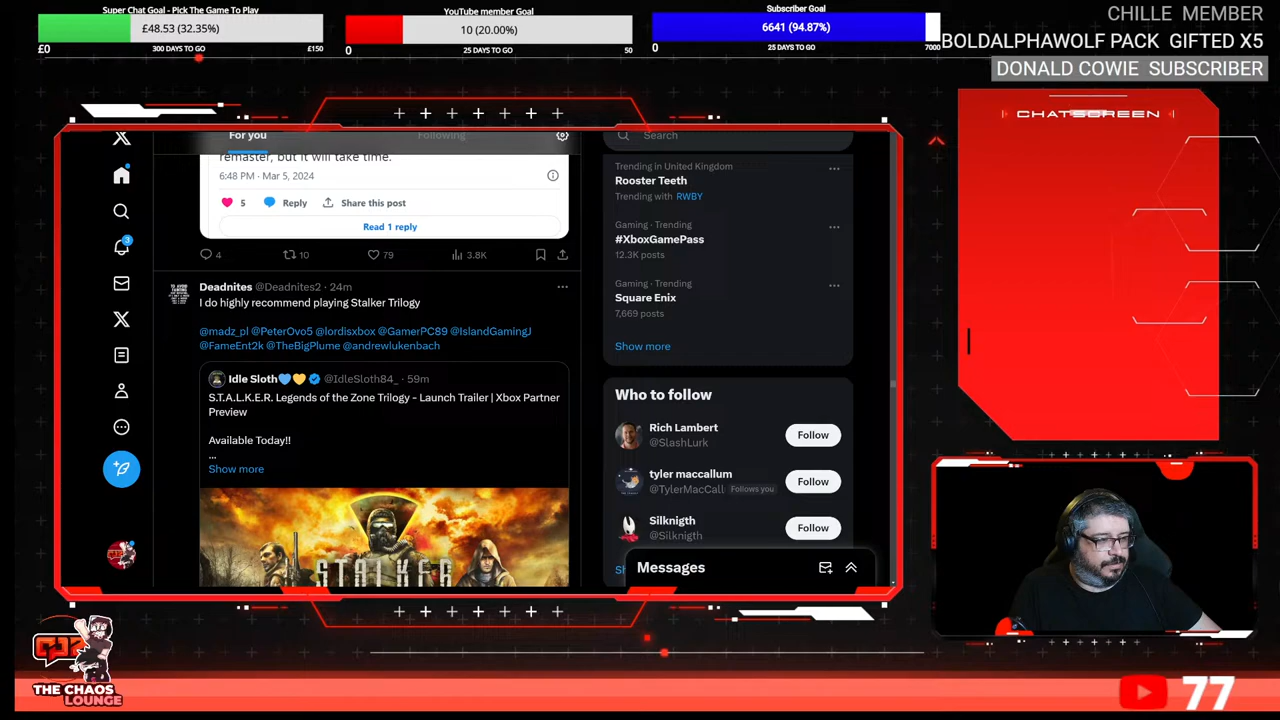 Super Chat Goal - Pick The Game To Play
£48.53 (32.35%)
£0
300 DAYS TO GO
£150
YouTube member Goal
10 (20.00%)
0
25 DAYS TO GO
50
Subscriber Goal
6641 (94.87%)
0
25 DAYS TO GO
7000
CHILLE MEMBER
BOLDALPHAWOLF PACK GIFTED X5
DONALD COWIE SUBSCRIBER
CHATSCREEN
For you
Following
remaster, but it will take time.
6:48 PM · Mar 5, 2024
5
Reply
Share this post
Read 1 reply
4
10
79
3.8K
3
Deadnites @Deadnites2 · 24m
I do highly recommend playing Stalker Trilogy
@madz_pl @PeterOvo5 @lordisxbox @GamerPC89 @IslandGamingJ
@FameEnt2k @TheBigPlume @andrewlukenbach
Idle Sloth💙💛 @IdleSloth84_ · 59m
S.T.A.L.K.E.R. Legends of the Zone Trilogy - Launch Trailer | Xbox Partner
Preview
Available Today!!
...
Show more
STALKER
Search
Trending in United Kingdom
Rooster Teeth
Trending with RWBY
Gaming · Trending
#XboxGamePass
12.3K posts
Gaming · Trending
Square Enix
7,669 posts
Show more
Who to follow
Rich Lambert
@SlashLurk
Follow
tyler maccallum
@TylerMacCall
Follows you
Follow
Silknigth
@Silknigth
Follow
Sh
Messages
THE CHAOS
LOUNGE
77